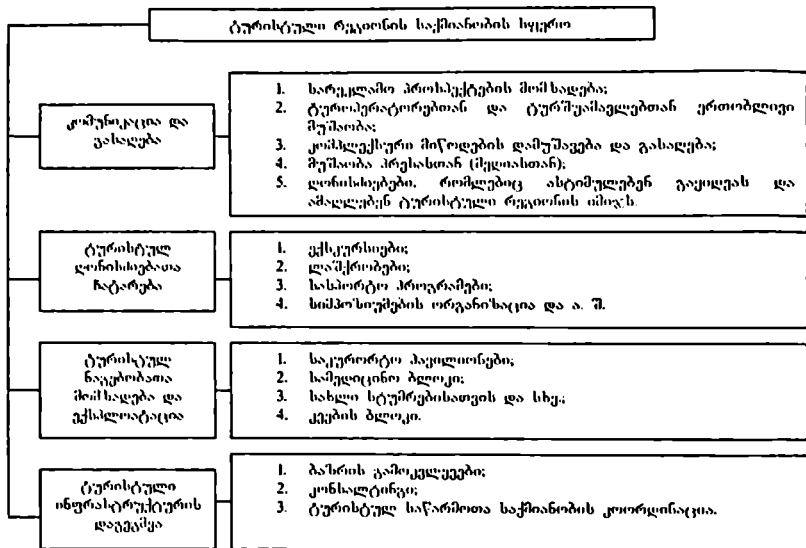 ტურისტული რეგიონის საქმიანობის სფერო
კომუნიკაცია და
გასაღება
1. სარეკლამო პროსპექტების მომზადება;
2. ტუროპერატორებთან და ტურშუამავლებთან ერთობლივი
მუშაობა;
3. კომპლექსური მიწოდების დამუშავება და გასაღება;
4. მუშაობა პრესასთან (მედიასთან);
5. ღონისძიებები, რომლებიც ასტიმულებენ გაყიდვას და
ამაღლებენ ტურისტული რეგიონის იმიჯს.
ტურისტულ
ღონისძიებათა
ჩატარება
1. ექსკურსიები;
2. ლაშქრობები;
3. სასპორტო პროგრამები;
4. სიმპოზიუმების ორგანიზაცია და ა. შ.
ტურისტულ
ნაგებობათა
მომზადება და
ექსპლოატაცია
1. საკურორტო პავილიონები;
2. სამედიცინო ბლოკი;
3. სახლი სტუმრებისათვის და სხვ.;
4. კვების ბლოკი.
ტურისტული
ინფრასტრუქტურის
დაგეგმვა
1. ბაზრის გამოკვლევები;
2. კონსალტინგი;
3. ტურისტულ საწარმოთა საქმიანობის კოორდინაცია.